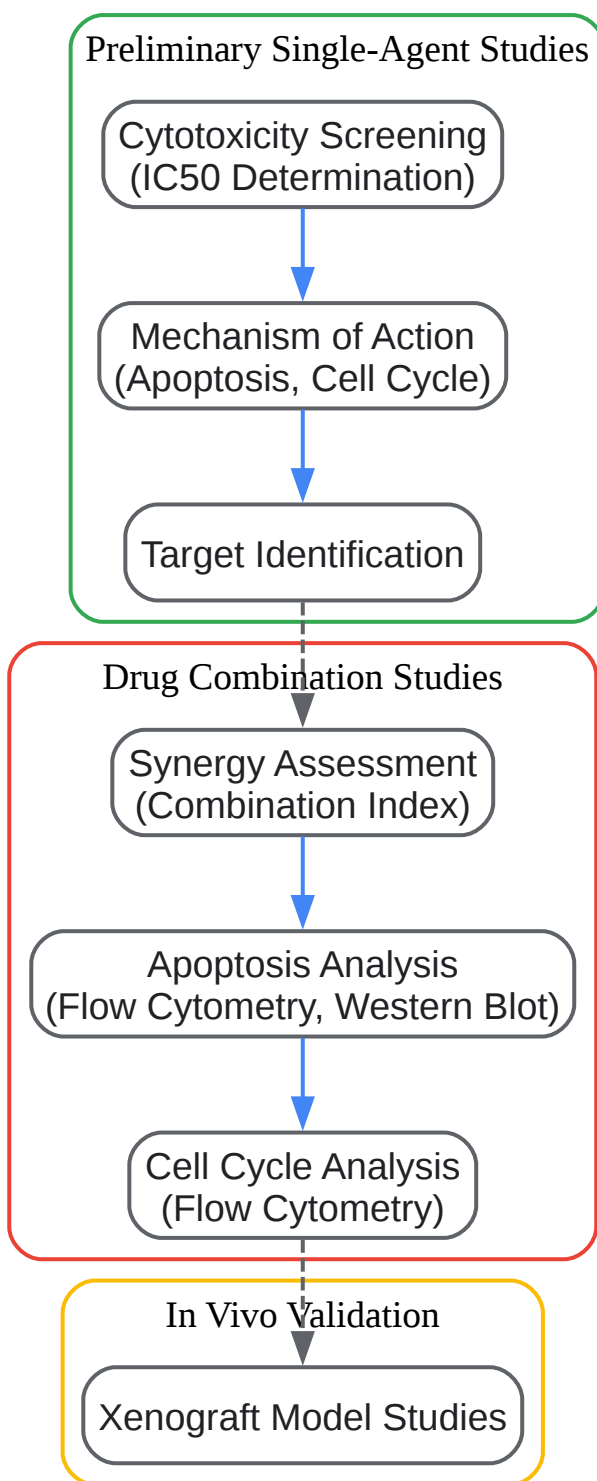 Preliminary Single-Agent Studies
Cytotoxicity Screening
(IC50 Determination)
Mechanism of Action
(Apoptosis, Cell Cycle)
Target Identification
Drug Combination Studies
Synergy Assessment
(Combination Index)
Apoptosis Analysis
(Flow Cytometry, Western Blot)
Cell Cycle Analysis
(Flow Cytometry)
In Vivo Validation
Xenograft Model Studies